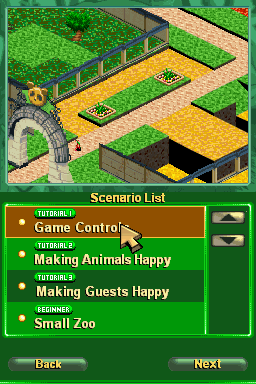 Scenario List
TUTORIAL 1
Game Control
TUTORIAL 2
Making Animals Happy
TUTORIAL 3
Making Guests Happy
BEGINNER
Small Zoo
Back
Next